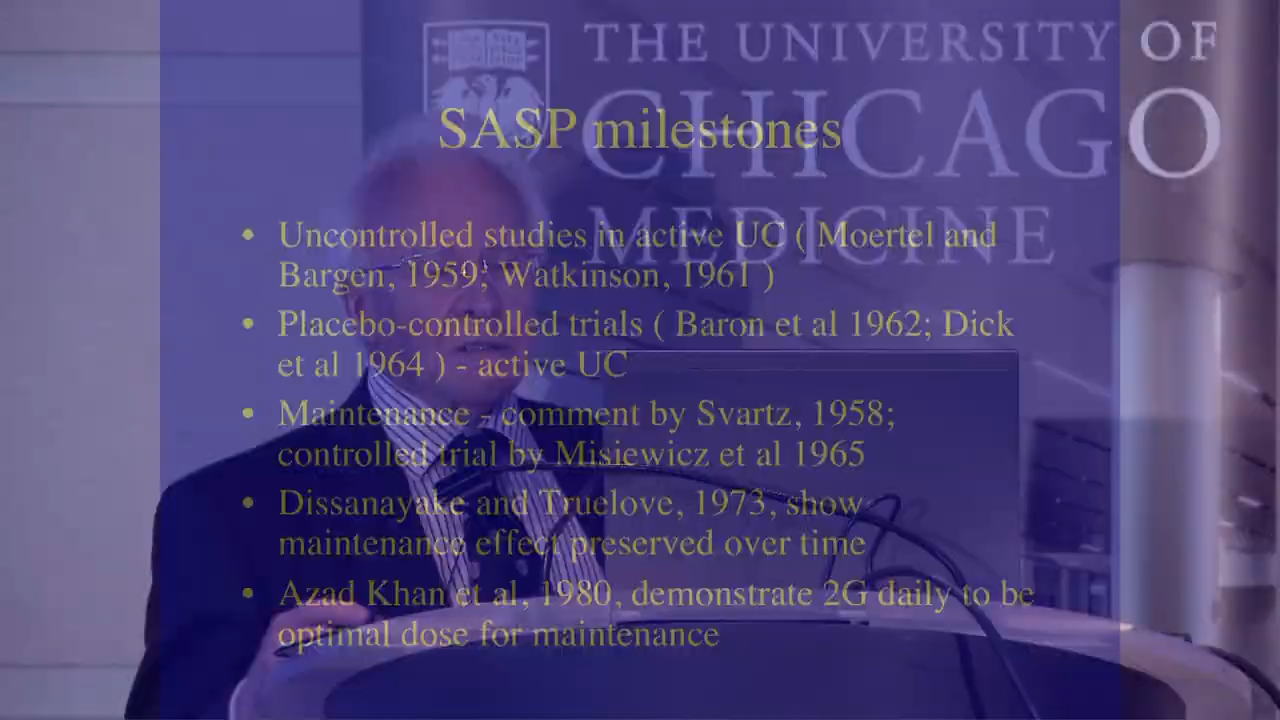 THE UNIVERSITY OF
CHICAGO
MEDICINE
SASP milestones
• Uncontrolled studies in active UC ( Moertel and
Bargen, 1959; Watkinson, 1961 )
• Placebo-controlled trials ( Baron et al 1962; Dick
et al 1964 ) - active UC
• Maintenance - comment by Svartz, 1958;
controlled trial by Misiewicz et al 1965
• Dissanayake and Truelove, 1973, show
maintenance effect preserved over time
• Azad Khan et al, 1980, demonstrate 2G daily to be
optimal dose for maintenance